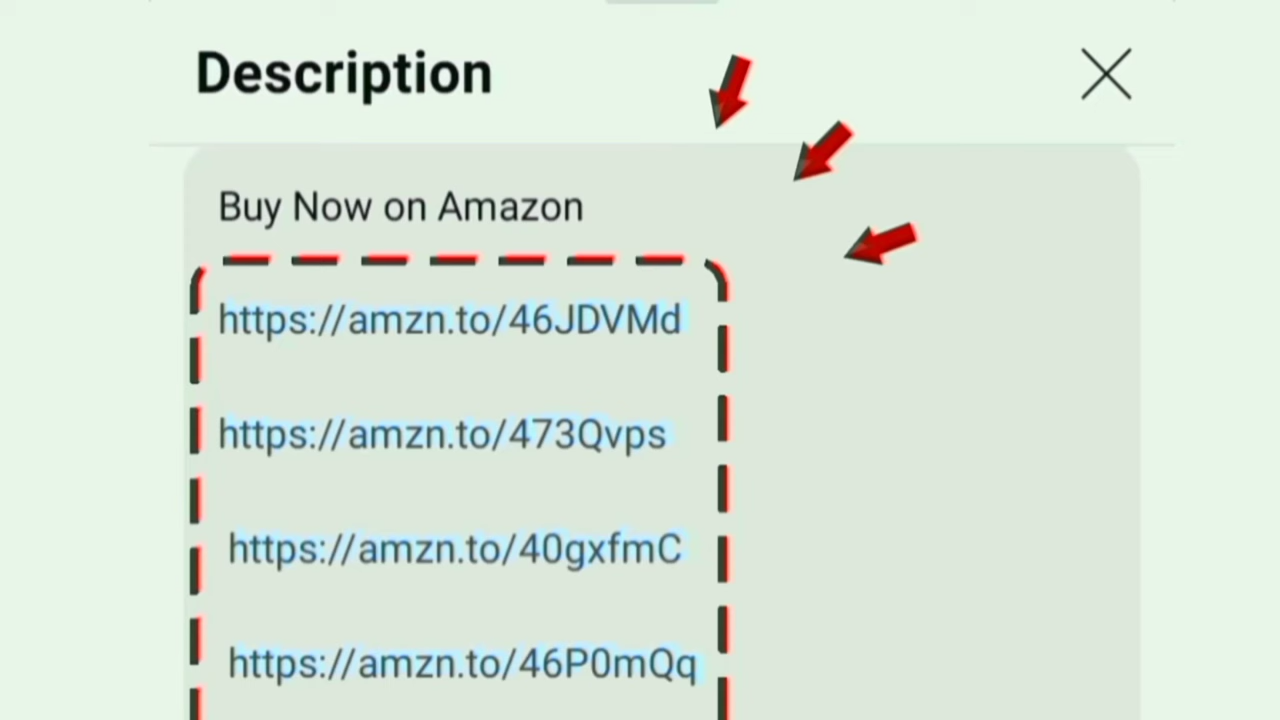 Description
Buy Now on Amazon
https://amzn.to/46JDVMd
https://amzn.to/473Qvps
https://amzn.to/40gxfmC
https://amzn.to/46P0mQq